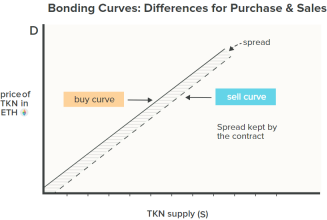 Bonding Curves: Differences for Purchase & Sales
D
spread
price of
TKN in
ETH
buy curve
sell curve
Spread kept by
the contract
TKN supply (S)